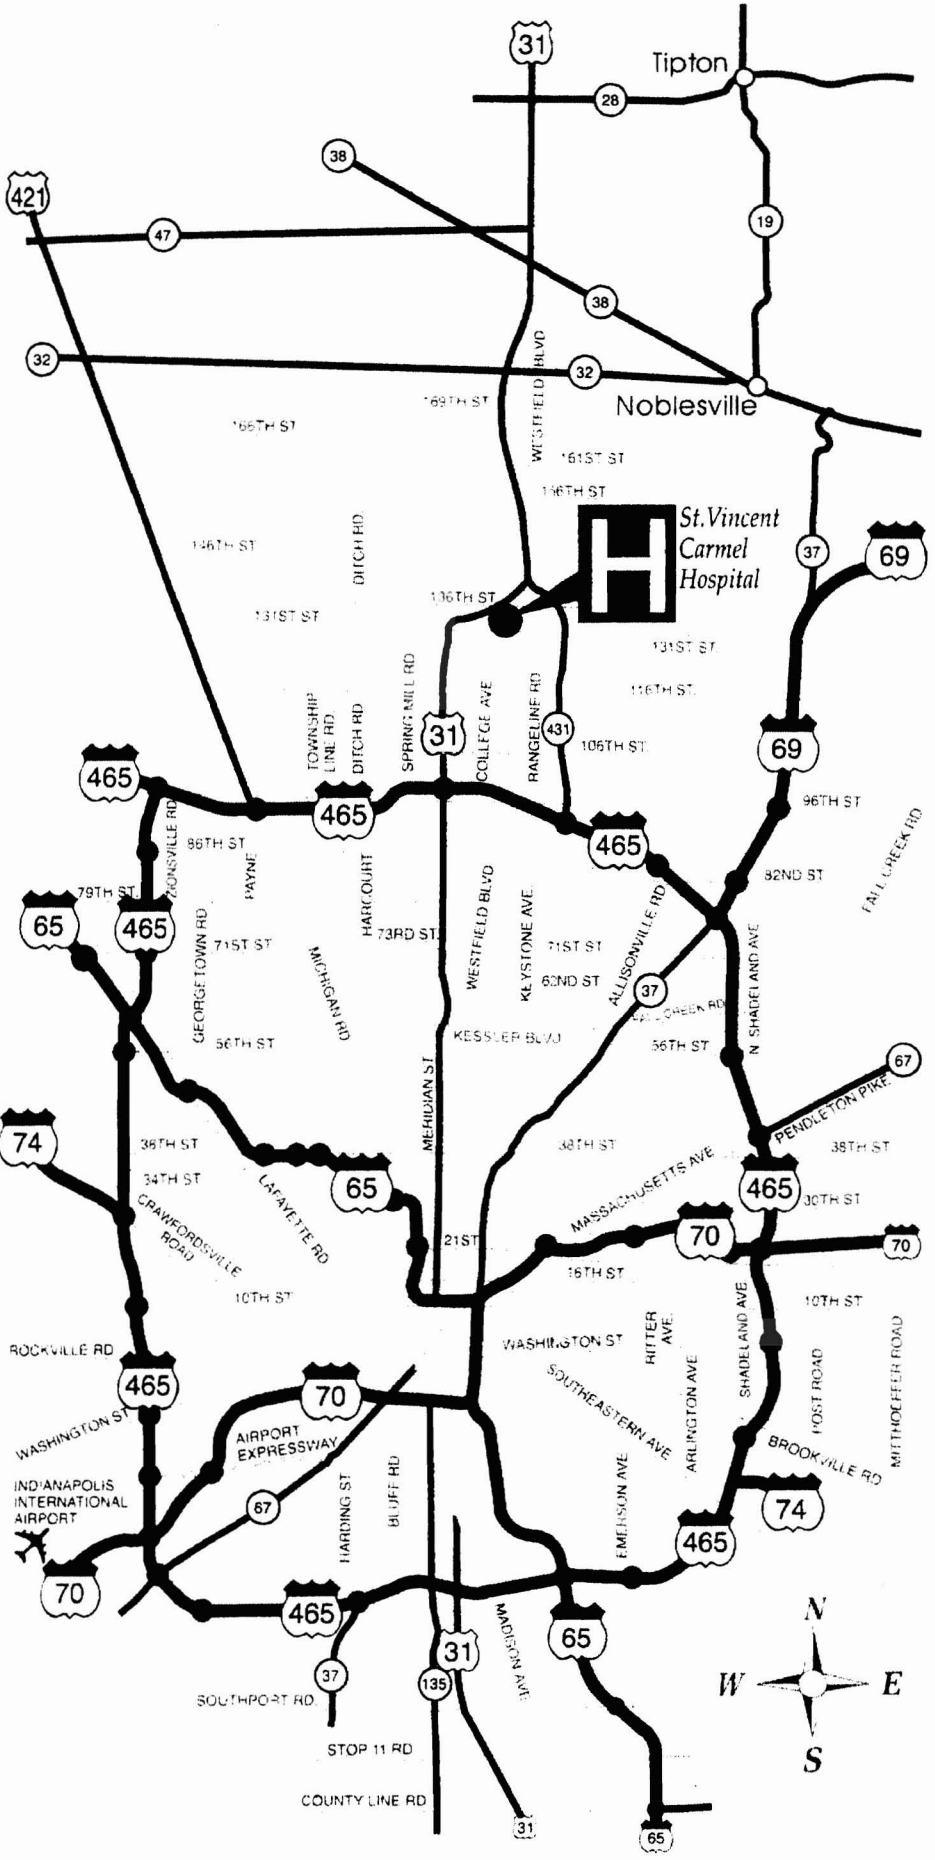 31
Tipton
28
38
421
19
47
38
32
32
WESTFIELD BLVD
169TH ST
Noblesville
166TH ST
161ST ST
156TH ST
H
St.Vincent
Carmel
Hospital
146TH ST
DITCH RD.
37
69
136TH ST
131ST ST
131ST ST.
116TH ST.
TOWNSHIP
LINE RD.
DITCH RD
SPRING MILL RD
31
COLLEGE AVE
RANGELINE RD
431
106TH ST.
69
465
465
465
96TH ST
ZIONSVILLE RD
86TH ST
PAYNE
HARCOURT
82ND ST
FALL CREEK RD
79TH ST.
65
465
GEORGETOWN RD
71ST ST
MICHIGAN RD
73RD ST.
WESTFIELD BLVD
KEYSTONE AVE.
71ST ST
62ND ST
ALLISONVILLE RD
37
N SHADELAND AVE
FALL CREEK RD
56TH ST
KESSLER BLVD
56TH ST
67
PENDLETON PIKE
MERIDIAN ST
74
38TH ST
34TH ST
CRAWFORDSVILLE
ROAD
LAFAYETTE RD
65
38TH ST
MASSACHUSETTS AVE
38TH ST
465
30TH ST
21ST
70
70
16TH ST
10TH ST
10TH ST
ROCKVILLE RD
WASHINGTON ST
RITTER
AVE.
SHADELAND AVE
465
70
SOUTHEASTERN AVE
ARLINGTON AVE
POST ROAD
MITTHOEFFER ROAD
WASHINGTON ST
AIRPORT
EXPRESSWAY
BROOKVILLE RD
INDIANAPOLIS
INTERNATIONAL
AIRPORT
67
HARDING ST
BLUFF RD
EMERSON AVE
74
465
70
465
65
MADISON AVE
31
37
135
SOUTHPORT RD.
N
W
E
S
STOP 11 RD
COUNTY LINE RD
31
65